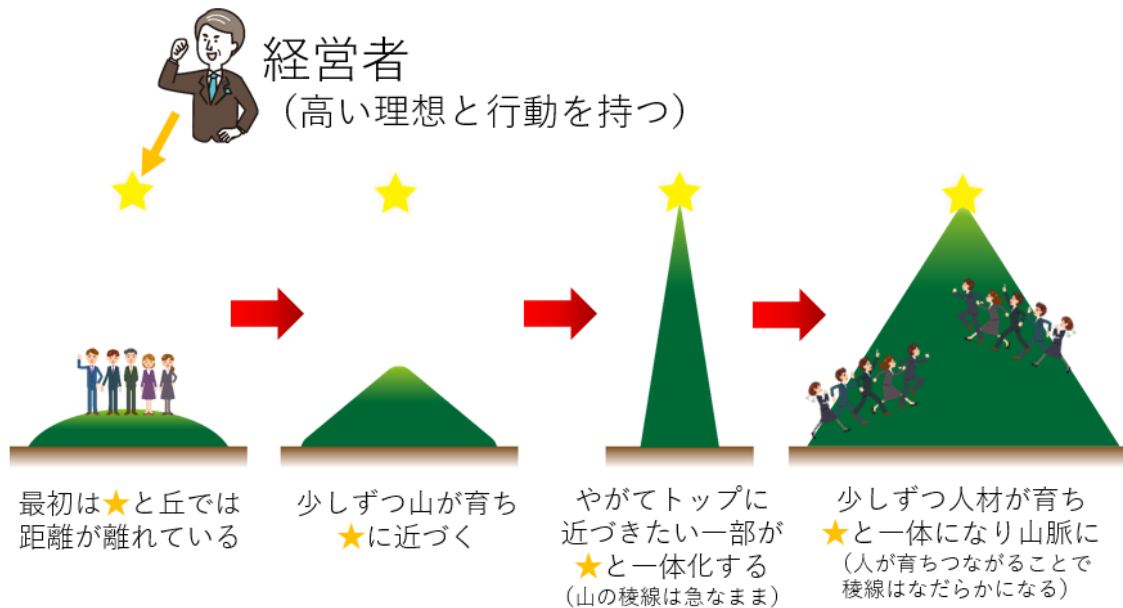 経営者
（高い理想と行動を持つ）
最初は★と丘では
距離が離れている
少しずつ山が育ち
★に近づく
やがてトップに
近づきたい一部が
★と一体化する
（山の稜線は急なまま）
少しずつ人材が育ち
★と一体になり山脈に
（人が育ちつながることで
稜線はなだらかになる）